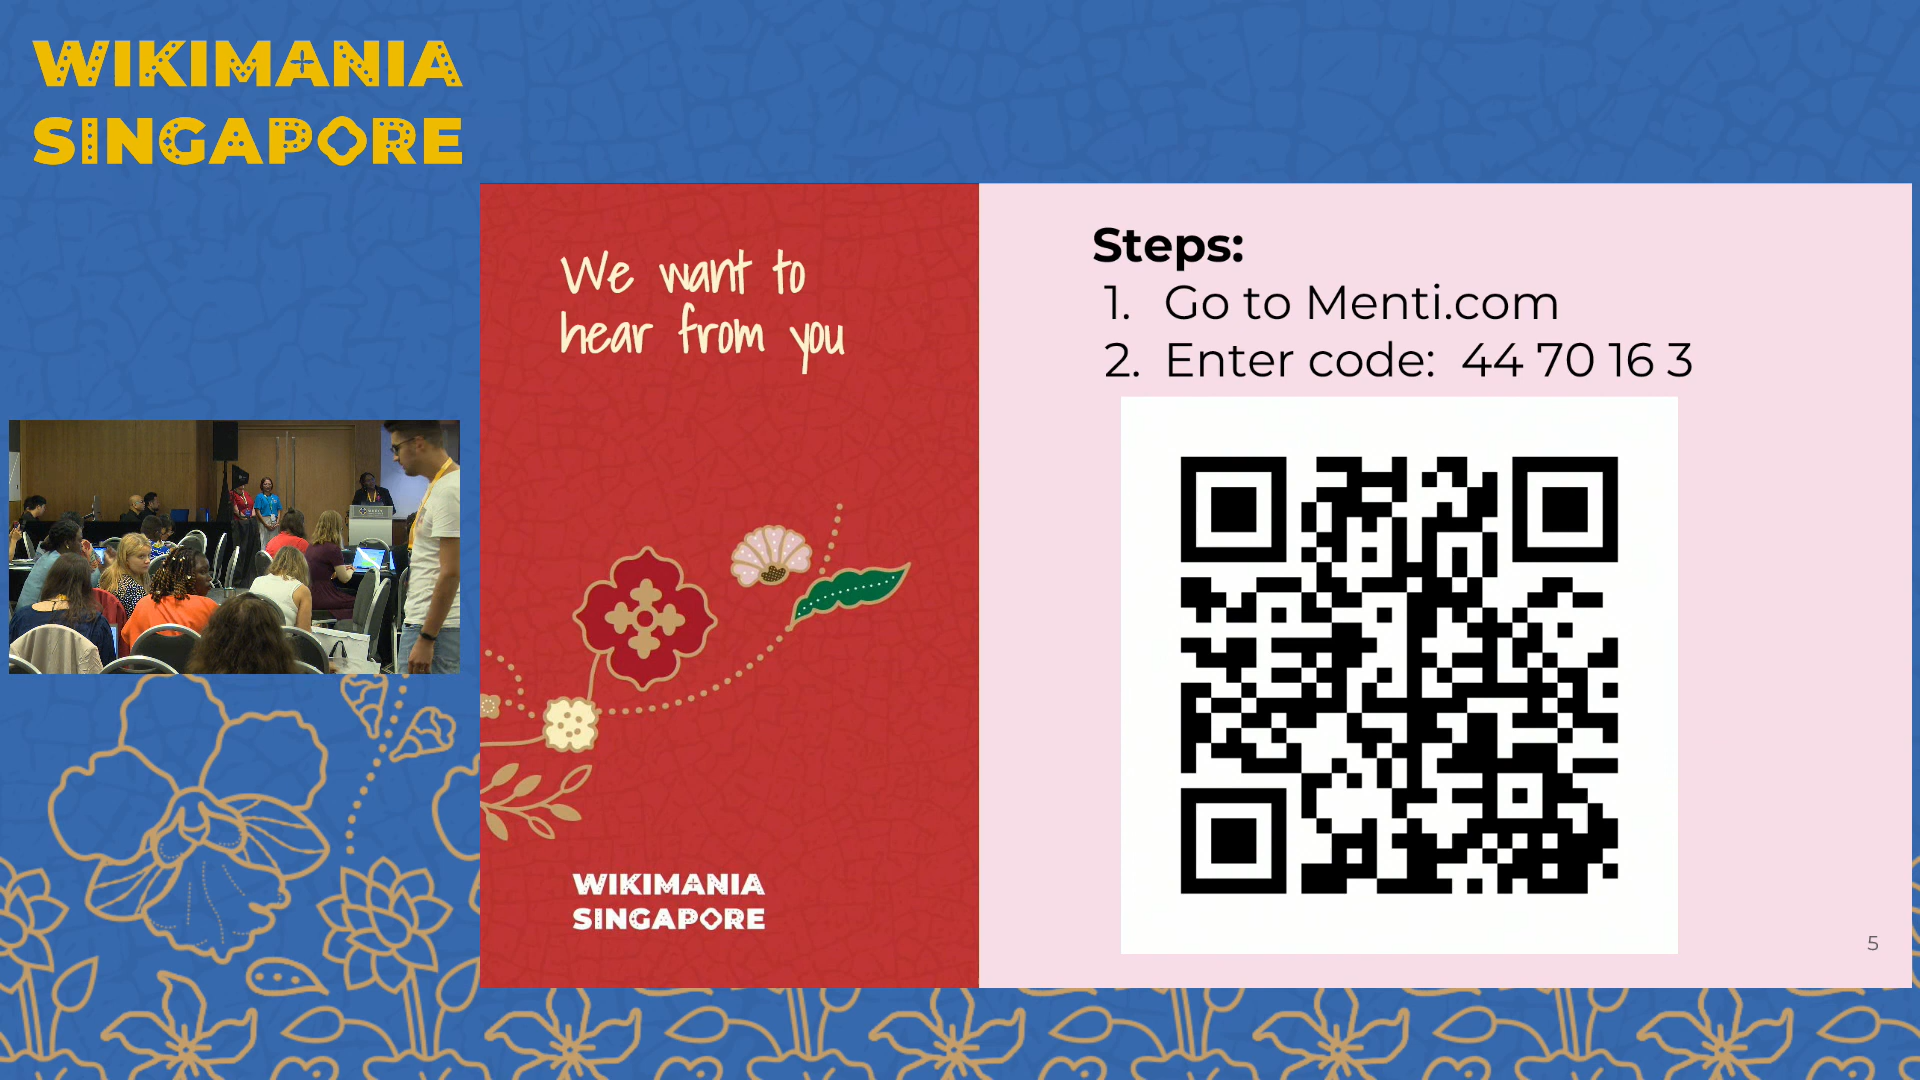 WIKIMANIA
SINGAPORE
We want to
hear from you
WIKIMANIA
SINGAPORE
Steps:
1. Go to Menti.com
2. Enter code: 44 70 16 3
5